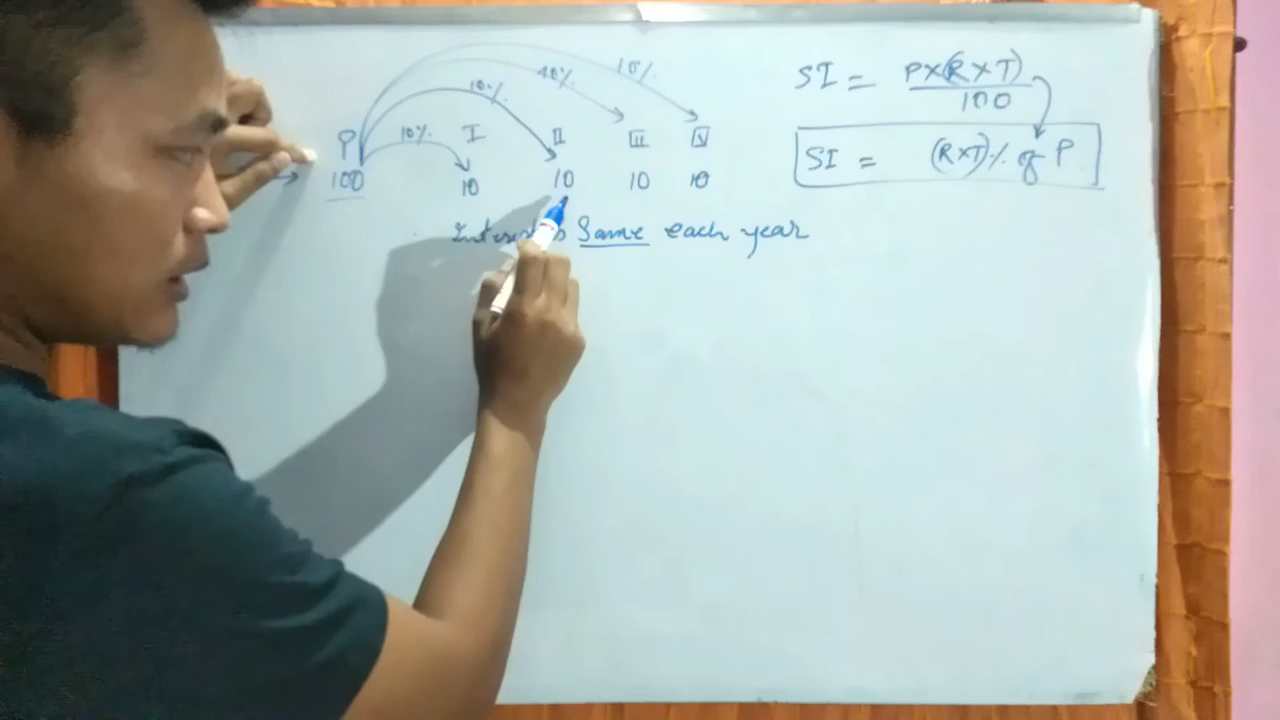 10% 10% 10%
10% I II III IV
P
100 10 10 10 10
Interest is Same each year
SI = P×(R×T)
100
SI = (R×T)% of P